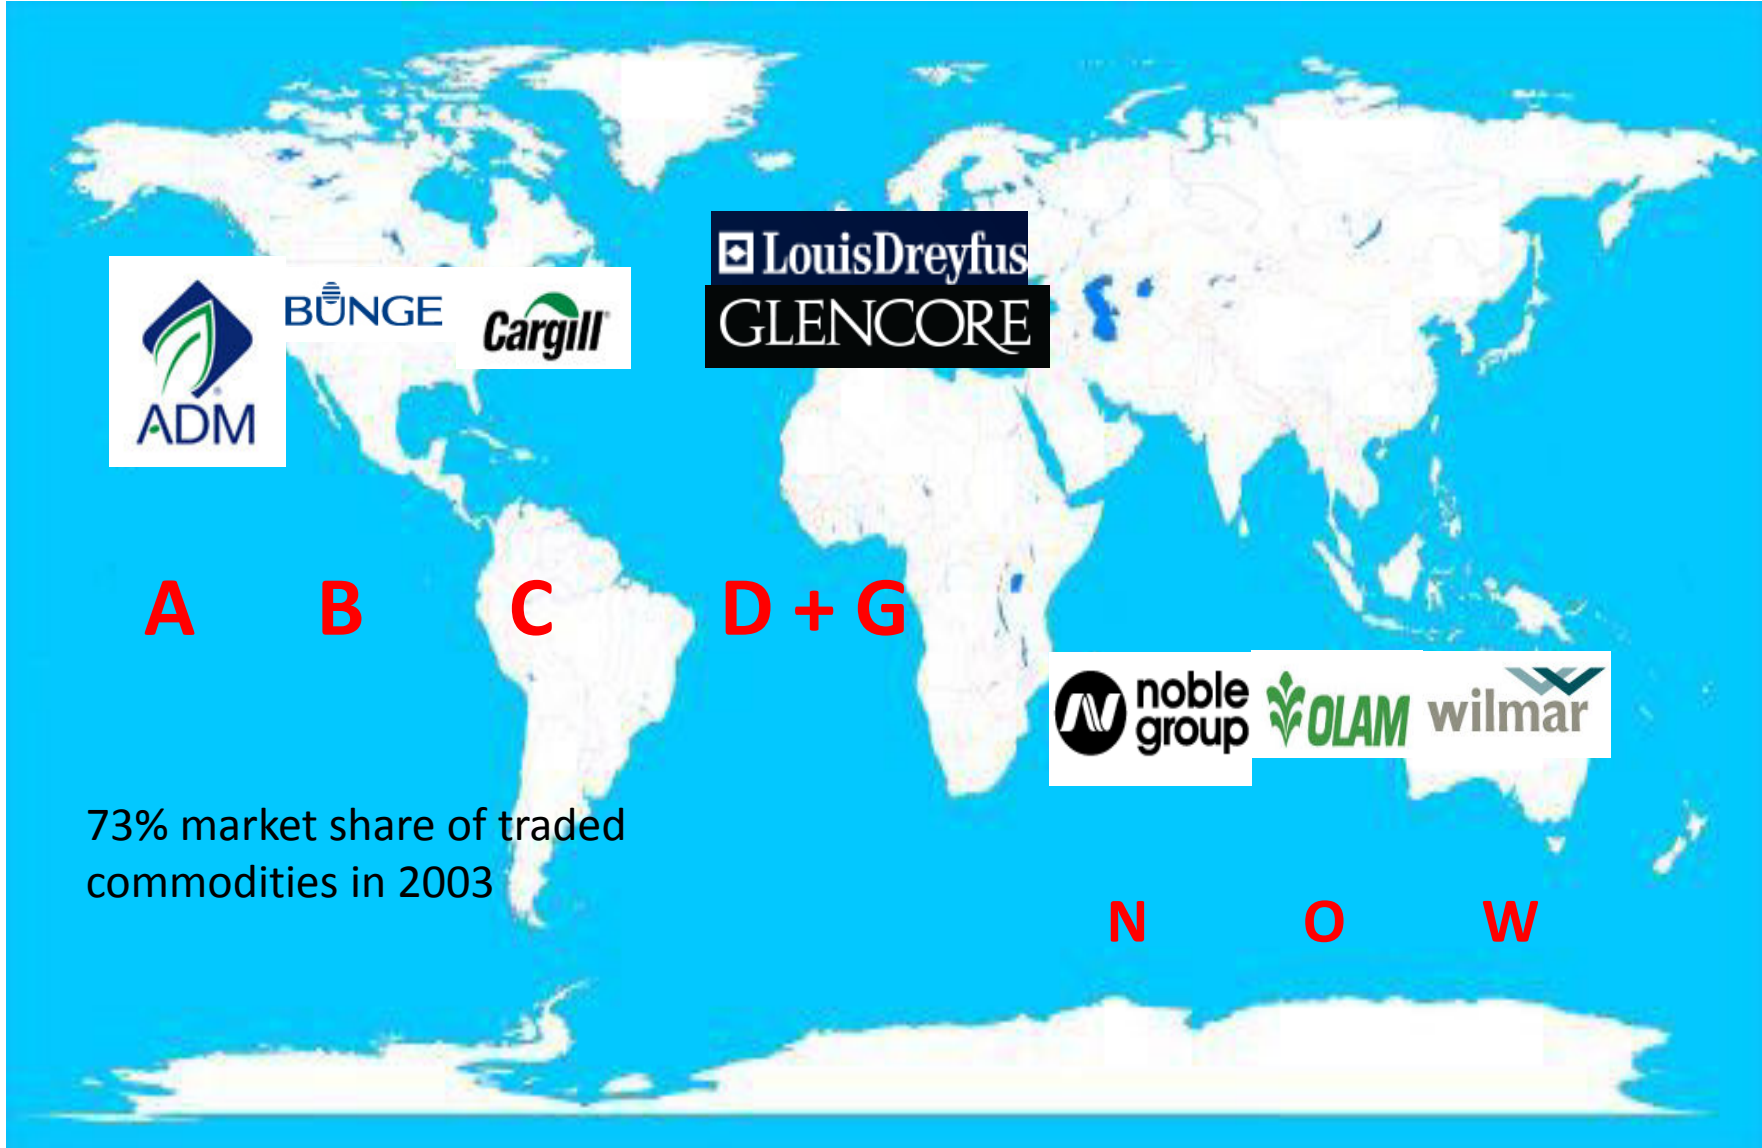 LouisDreyfus
GLENCORE
BUNGE
Cargill
ADM
A B C D + G
noble
group
OLAM
wilmar
73% market share of traded
commodities in 2003
N O W